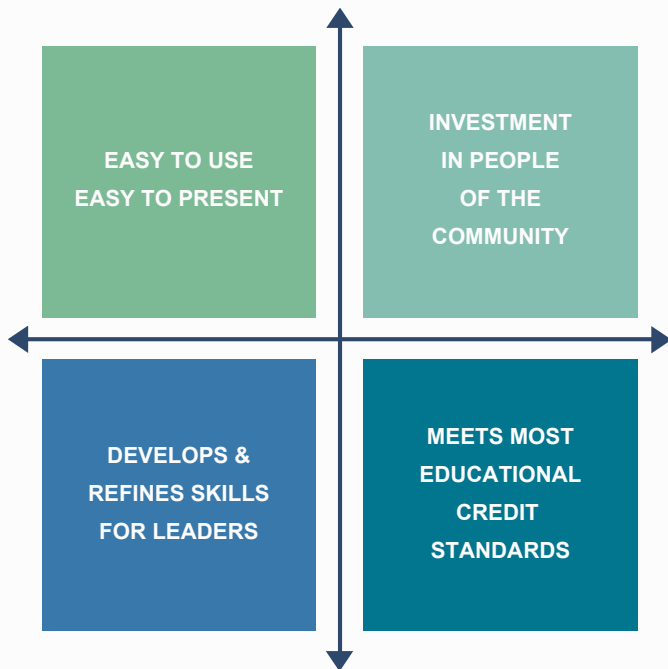 EASY TO USE
EASY TO PRESENT
INVESTMENT
IN PEOPLE
OF THE
COMMUNITY
DEVELOPS &
REFINES SKILLS
FOR LEADERS
MEETS MOST
EDUCATIONAL
CREDIT
STANDARDS